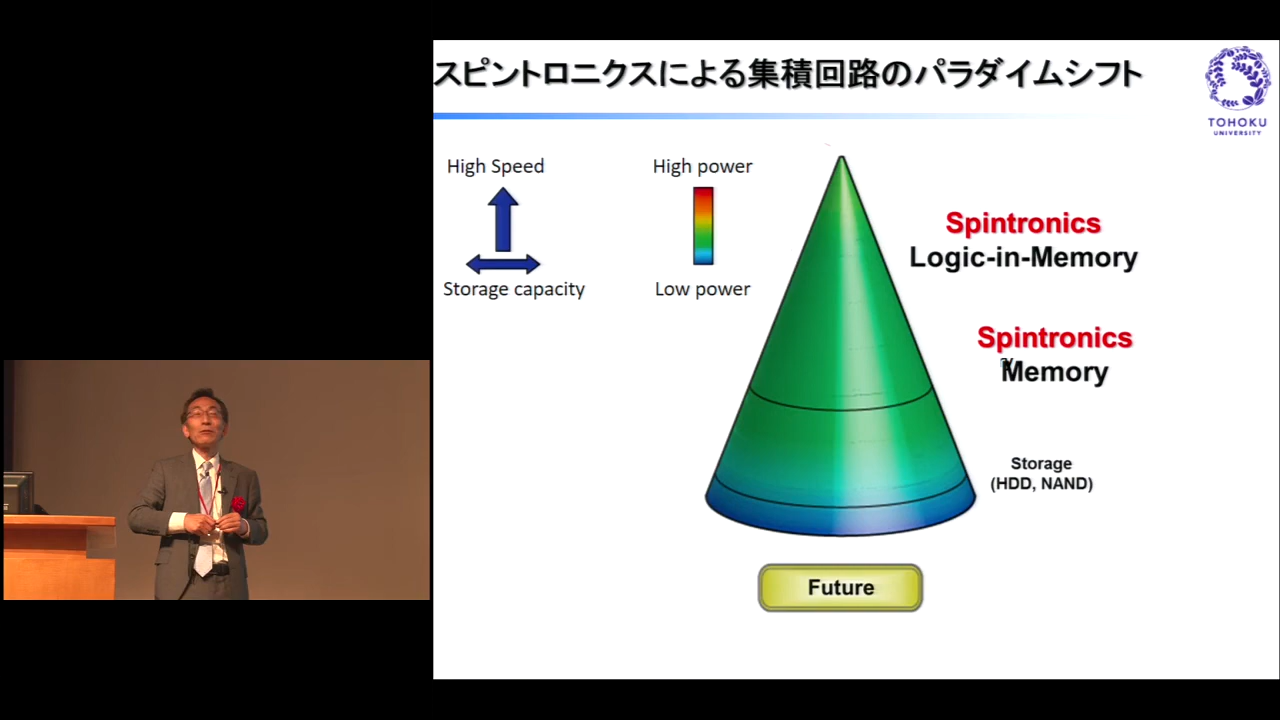 スピントロニクスによる集積回路のパラダイムシフト
TOHOKU
UNIVERSITY
High Speed
High power
Storage capacity
Low power
Spintronics
Logic-in-Memory
Spintronics
Memory
Storage
(HDD, NAND)
Future